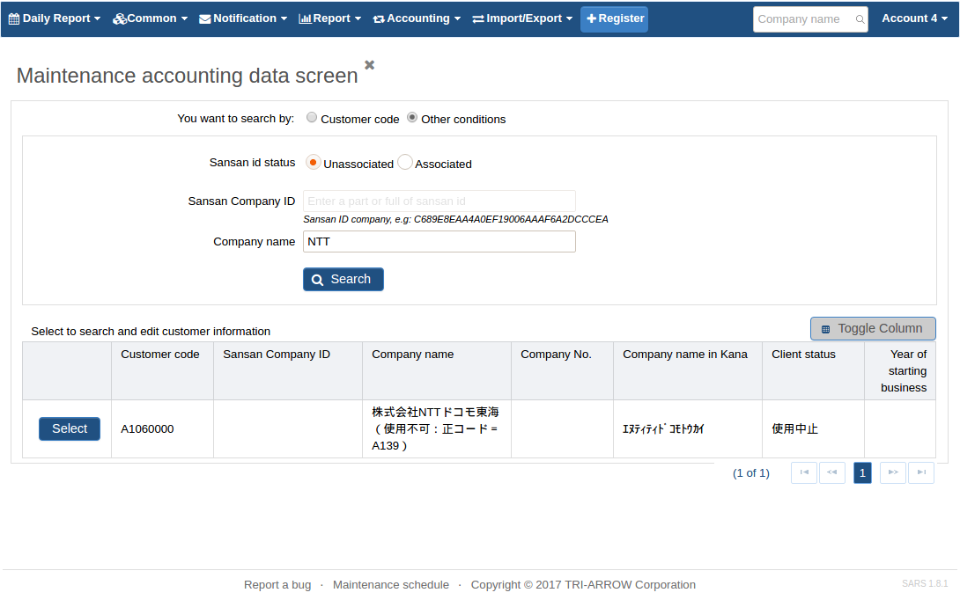 Daily Report Common Notification Report Accounting Import/Export Register Company name Account 4
Maintenance accounting data screen
You want to search by: Customer code Other conditions
Sansan id status Unassociated Associated
Sansan Company ID Enter a part or full of sansan id
Sansan ID company, e.g: C689E8EAA4A0EF19006AAAF6A2DCCCEA
Company name NTT
Search
Select to search and edit customer information Toggle Column
Customer code Sansan Company ID Company name Company No. Company name in Kana Client status Year of
starting
business
株式会社NTTドコモ東海
Select A1060000 （使用不可：正コード＝ ｴﾇﾃｨﾃｨﾄﾞｺﾓﾄｳｶｲ 使用中止
A139）
(1 of 1) 1
Report a bug · Maintenance schedule · Copyright © 2017 TRI-ARROW Corporation SARS 1.8.1